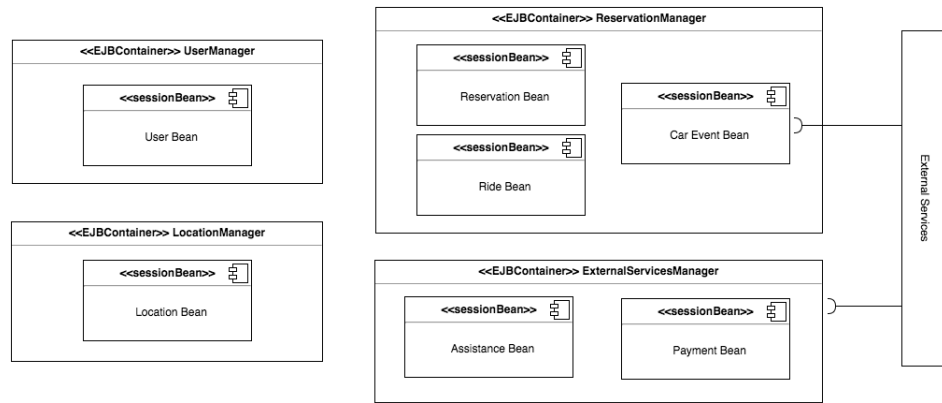 <<EJBContainer>> UserManager
<<sessionBean>>
User Bean
<<EJBContainer>> LocationManager
<<sessionBean>>
Location Bean
<<EJBContainer>> ReservationManager
<<sessionBean>>
Reservation Bean
<<sessionBean>>
Ride Bean
<<sessionBean>>
Car Event Bean
<<EJBContainer>> ExternalServicesManager
<<sessionBean>>
Assistance Bean
<<sessionBean>>
Payment Bean
External Services